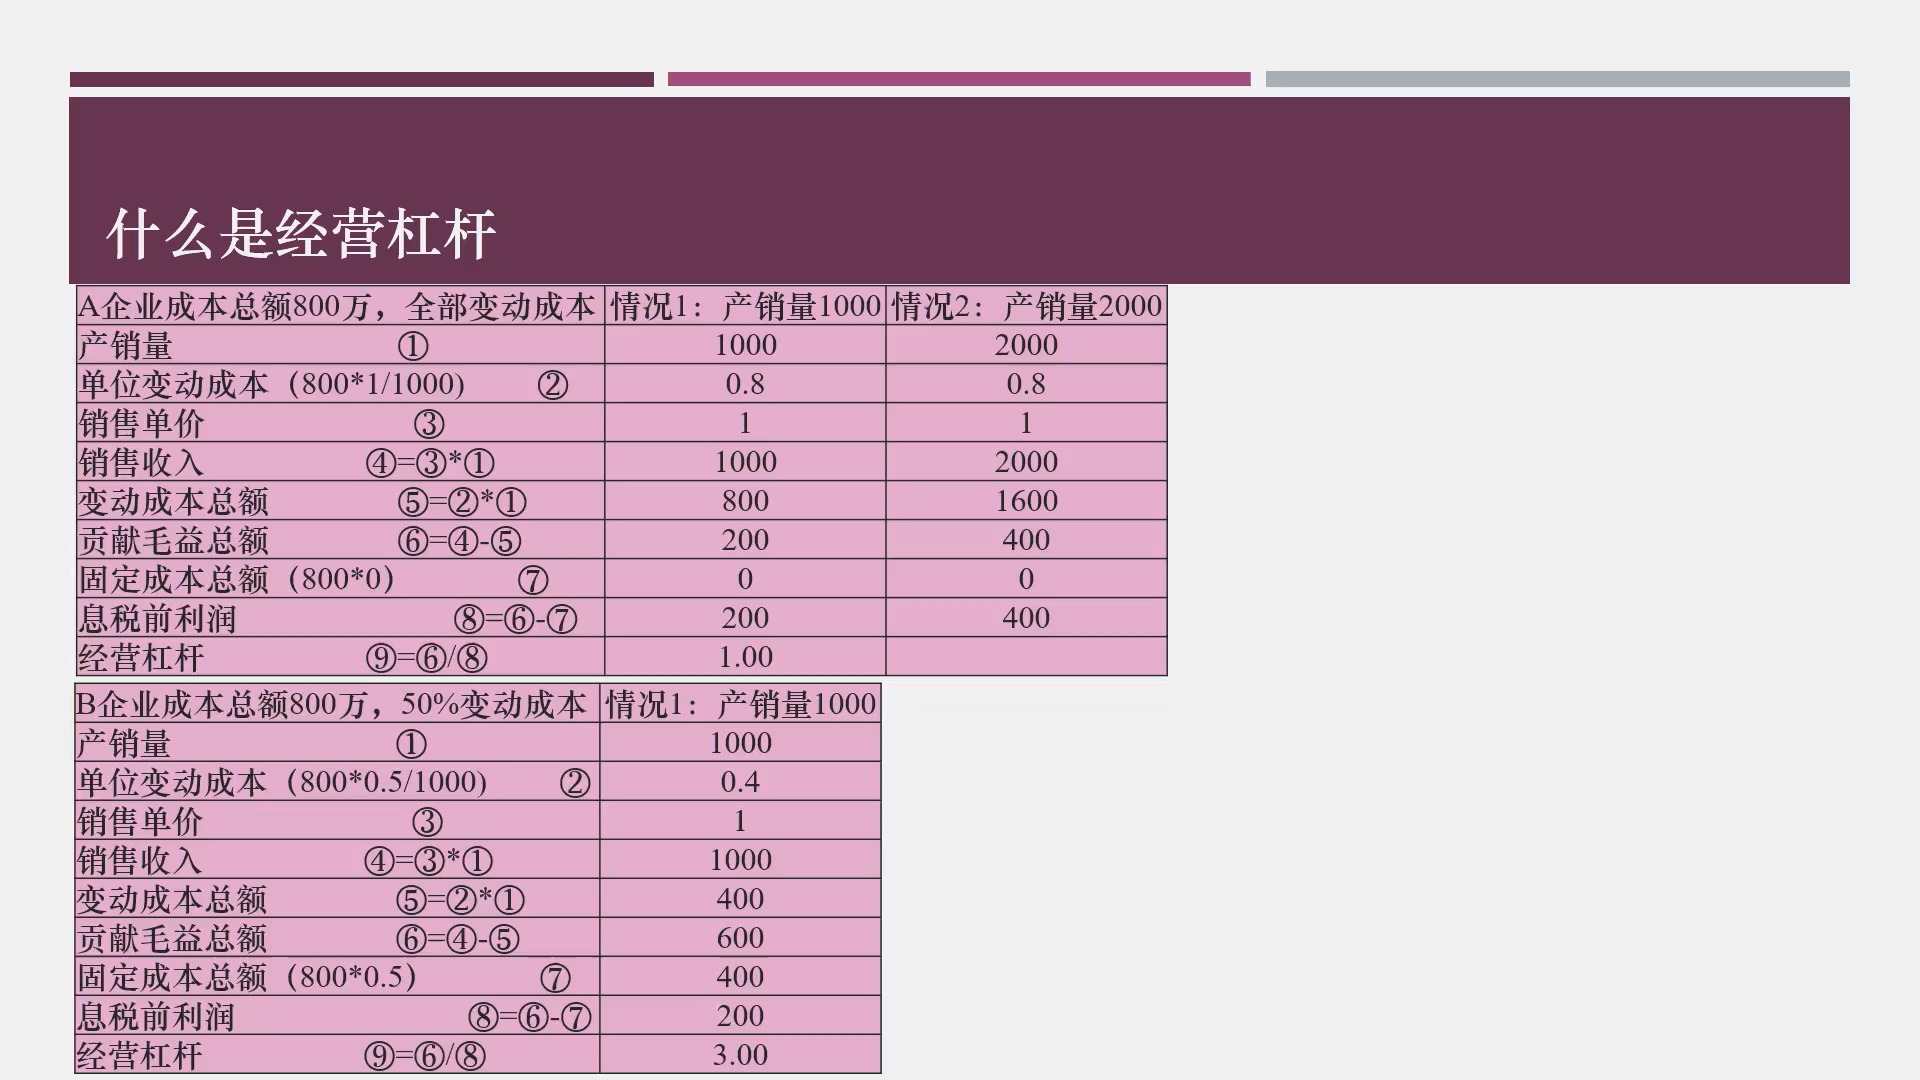 什么是经营杠杆
A企业成本总额800万，全部变动成本 情况1：产销量1000 情况2：产销量2000
产销量 ① 1000 2000
单位变动成本（800*1/1000） ② 0.8 0.8
销售单价 ③ 1 1
销售收入 ④=③*① 1000 2000
变动成本总额 ⑤=②*① 800 1600
贡献毛益总额 ⑥=④-⑤ 200 400
固定成本总额（800*0） ⑦ 0 0
息税前利润 ⑧=⑥-⑦ 200 400
经营杠杆 ⑨=⑥/⑧ 1.00
B企业成本总额800万，50%变动成本 情况1：产销量1000
产销量 ① 1000
单位变动成本（800*0.5/1000） ② 0.4
销售单价 ③ 1
销售收入 ④=③*① 1000
变动成本总额 ⑤=②*① 400
贡献毛益总额 ⑥=④-⑤ 600
固定成本总额（800*0.5） ⑦ 400
息税前利润 ⑧=⑥-⑦ 200
经营杠杆 ⑨=⑥/⑧ 3.00